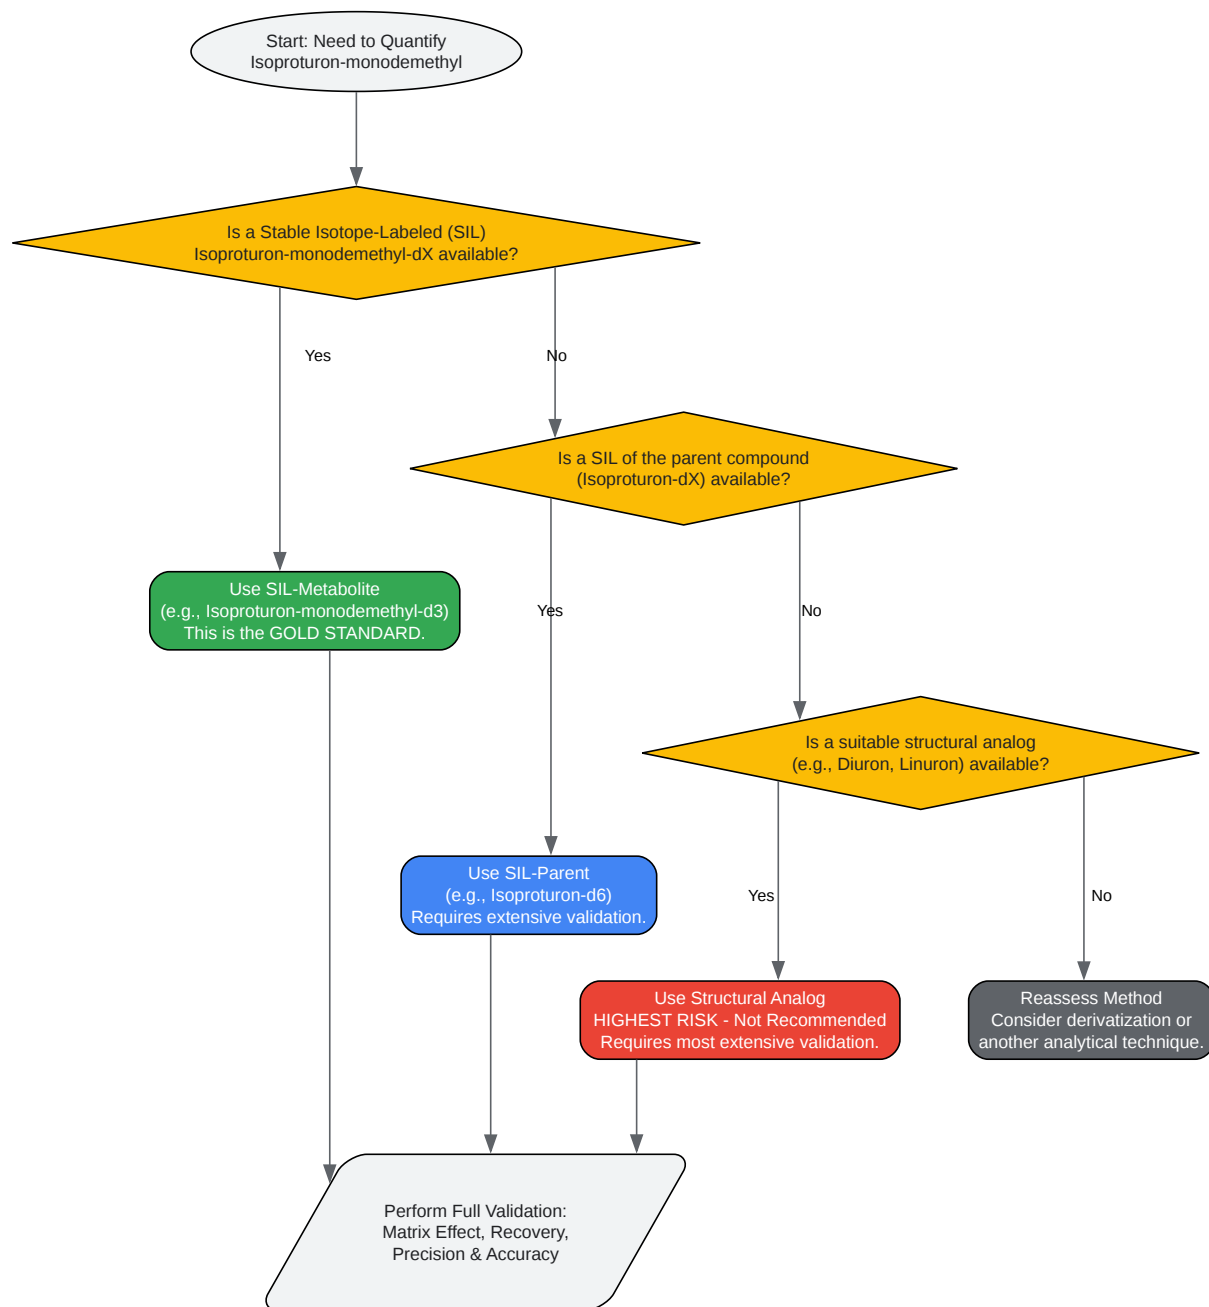 Start: Need to Quantify
Isoproturon-monodemethyl
Is a Stable Isotope-Labeled (SIL)
Isoproturon-monodemethyl-dX available?
Yes
No
Is a SIL of the parent compound
(Isoproturon-dX) available?
Use SIL-Metabolite
(e.g., Isoproturon-monodemethyl-d3)
This is the GOLD STANDARD.
Yes
No
Is a suitable structural analog
(e.g., Diuron, Linuron) available?
Use SIL-Parent
(e.g., Isoproturon-d6)
Requires extensive validation.
Yes
No
Use Structural Analog
HIGHEST RISK - Not Recommended
Requires most extensive validation.
Reassess Method
Consider derivatization or
another analytical technique.
Perform Full Validation:
Matrix Effect, Recovery,
Precision & Accuracy